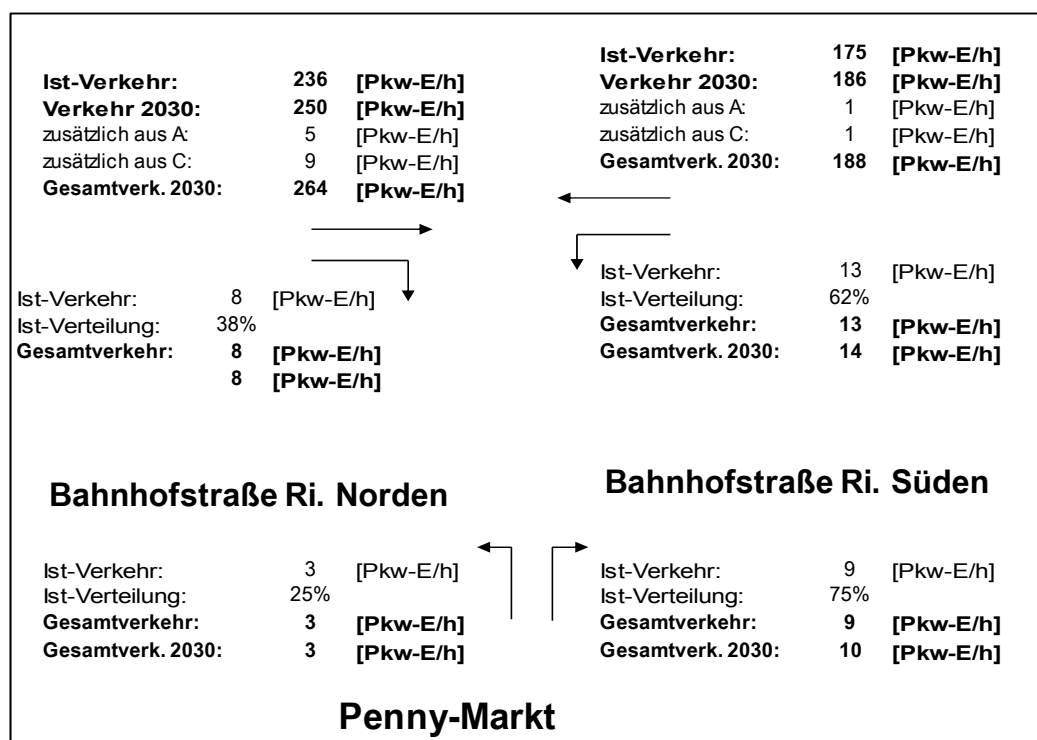 Ist-Verkehr: 236 [Pkw-E/h]
Verkehr 2030: 250 [Pkw-E/h]
zusätzlich aus A: 5 [Pkw-E/h]
zusätzlich aus C: 9 [Pkw-E/h]
Gesamtverk. 2030: 264 [Pkw-E/h]
Ist-Verkehr: 175 [Pkw-E/h]
Verkehr 2030: 186 [Pkw-E/h]
zusätzlich aus A: 1 [Pkw-E/h]
zusätzlich aus C: 1 [Pkw-E/h]
Gesamtverk. 2030: 188 [Pkw-E/h]
Ist-Verkehr: 8 [Pkw-E/h]
Ist-Verteilung: 38%
Gesamtverkehr: 8 [Pkw-E/h]
8 [Pkw-E/h]
Ist-Verkehr: 13 [Pkw-E/h]
Ist-Verteilung: 62%
Gesamtverkehr: 13 [Pkw-E/h]
Gesamtverk. 2030: 14 [Pkw-E/h]
Bahnhofstraße Ri. Norden
Bahnhofstraße Ri. Süden
Ist-Verkehr: 3 [Pkw-E/h]
Ist-Verteilung: 25%
Gesamtverkehr: 3 [Pkw-E/h]
Gesamtverk. 2030: 3 [Pkw-E/h]
Ist-Verkehr: 9 [Pkw-E/h]
Ist-Verteilung: 75%
Gesamtverkehr: 9 [Pkw-E/h]
Gesamtverk. 2030: 10 [Pkw-E/h]
Penny-Markt